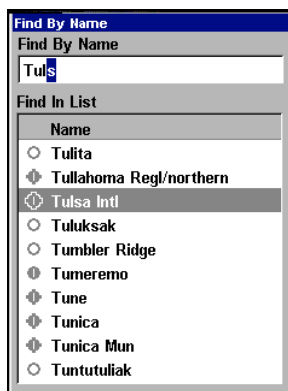 Find By Name
Find By Name
Tuls
Find In List
Name
Tulita
Tullahoma Regl/northern
Tulsa Intl
Tuluksak
Tumbler Ridge
Tumeremo
Tune
Tunica
Tunica Mun
Tuntutuliak